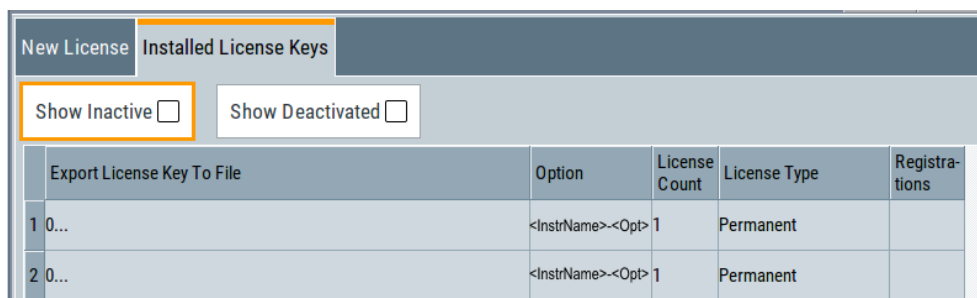 New License Installed License Keys
Show Inactive Show Deactivated
Export License Key To File Option License Count License Type Registra-tions
1 0... <InstrName>-<Opt> 1 Permanent
2 0... <InstrName>-<Opt> 1 Permanent